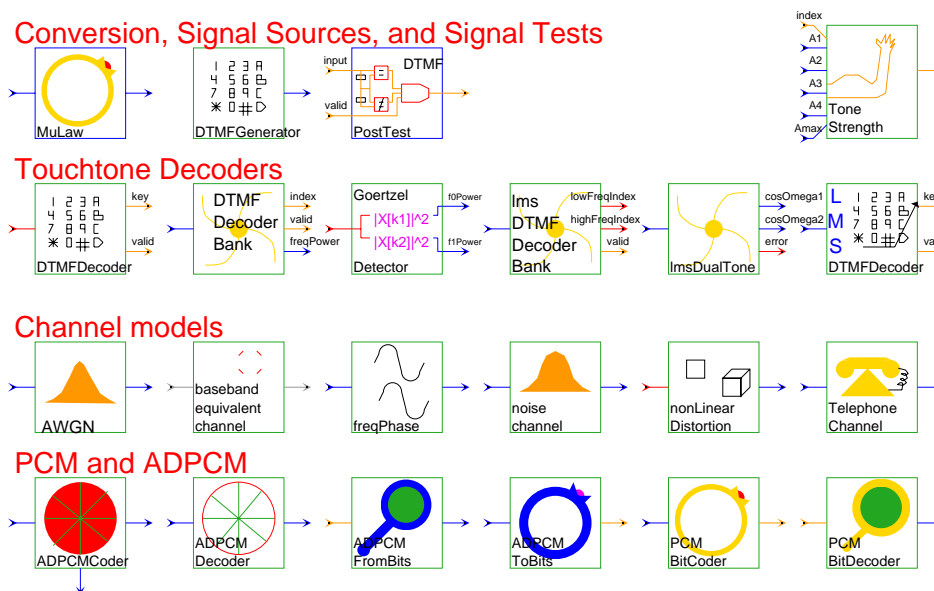 Conversion, Signal Sources, and Signal Tests
MuLaw
1 2 3 A
4 5 6 B
7 8 9 C
* 0 # D
DTMFGenerator
input
valid
DTMF
=
≠
PostTest
index
A1
A2
A3
A4
Amax
Tone
Strength
Touchtone Decoders
1 2 3 A
4 5 6 B
7 8 9 C
* 0 # D
DTMFDecoder
key
valid
DTMF
Decoder
Bank
index
valid
freqPower
Goertzel
|X[k1]|^2
|X[k2]|^2
Detector
f0Power
f1Power
lms
DTMF
Decoder
Bank
lowFreqIndex
highFreqIndex
valid
lmsDualTone
cosOmega1
cosOmega2
error
L
M
S
1 2 3 A
4 5 6 B
7 8 9 C
* 0 # D
DTMFDecoder
Channel models
AWGN
baseband
equivalent
channel
freqPhase
noise
channel
nonLinear
Distortion
Telephone
Channel
PCM and ADPCM
ADPCMCoder
ADPCM
Decoder
ADPCM
FromBits
ADPCM
ToBits
PCM
BitCoder
PCM
BitDecoder